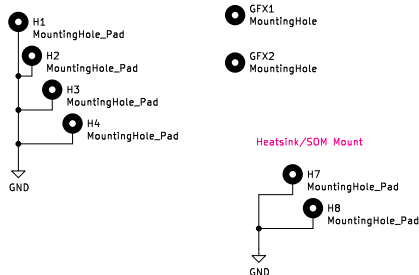 H1
MountingHole_Pad
H2
MountingHole_Pad
H3
MountingHole_Pad
H4
MountingHole_Pad
GND
GFX1
MountingHole
GFX2
MountingHole
Heatsink/SOM Mount
H7
MountingHole_Pad
H8
MountingHole_Pad
GND